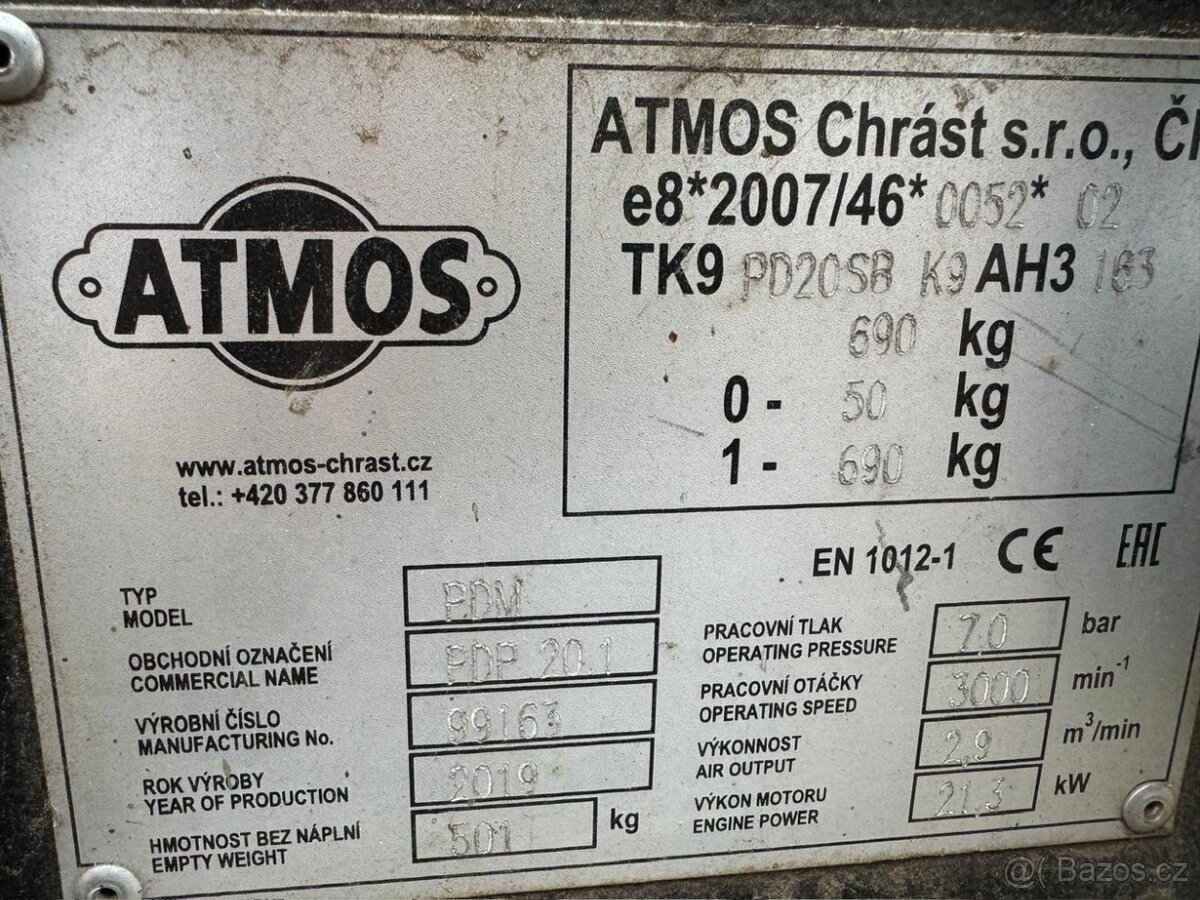 ATMOS
www.atmos-chrast.cz
tel.: +420 377 860 111
ATMOS Chrást s.r.o.,
e8*2007/46*0052* 02
TK9 PD20SB K9 AH3 163
690 kg
0 - 50 kg
1 - 690 kg
EN 1012-1 CE EAC
TYP
MODEL
PDM
OBCHODNÍ OZNAČENÍ
COMMERCIAL NAME
PDP 20.1
VÝROBNÍ ČÍSLO
MANUFACTURING No.
99163
ROK VÝROBY
YEAR OF PRODUCTION
2019
HMOTNOST BEZ NÁPLNÍ
EMPTY WEIGHT
501 kg
PRACOVNÍ TLAK
OPERATING PRESSURE
7.0 bar
PRACOVNÍ OTÁČKY
OPERATING SPEED
3000 min⁻¹
VÝKONNOST
AIR OUTPUT
2,9 m³/min
VÝKON MOTORU
ENGINE POWER
21,3 kW
@( Bazos.cz